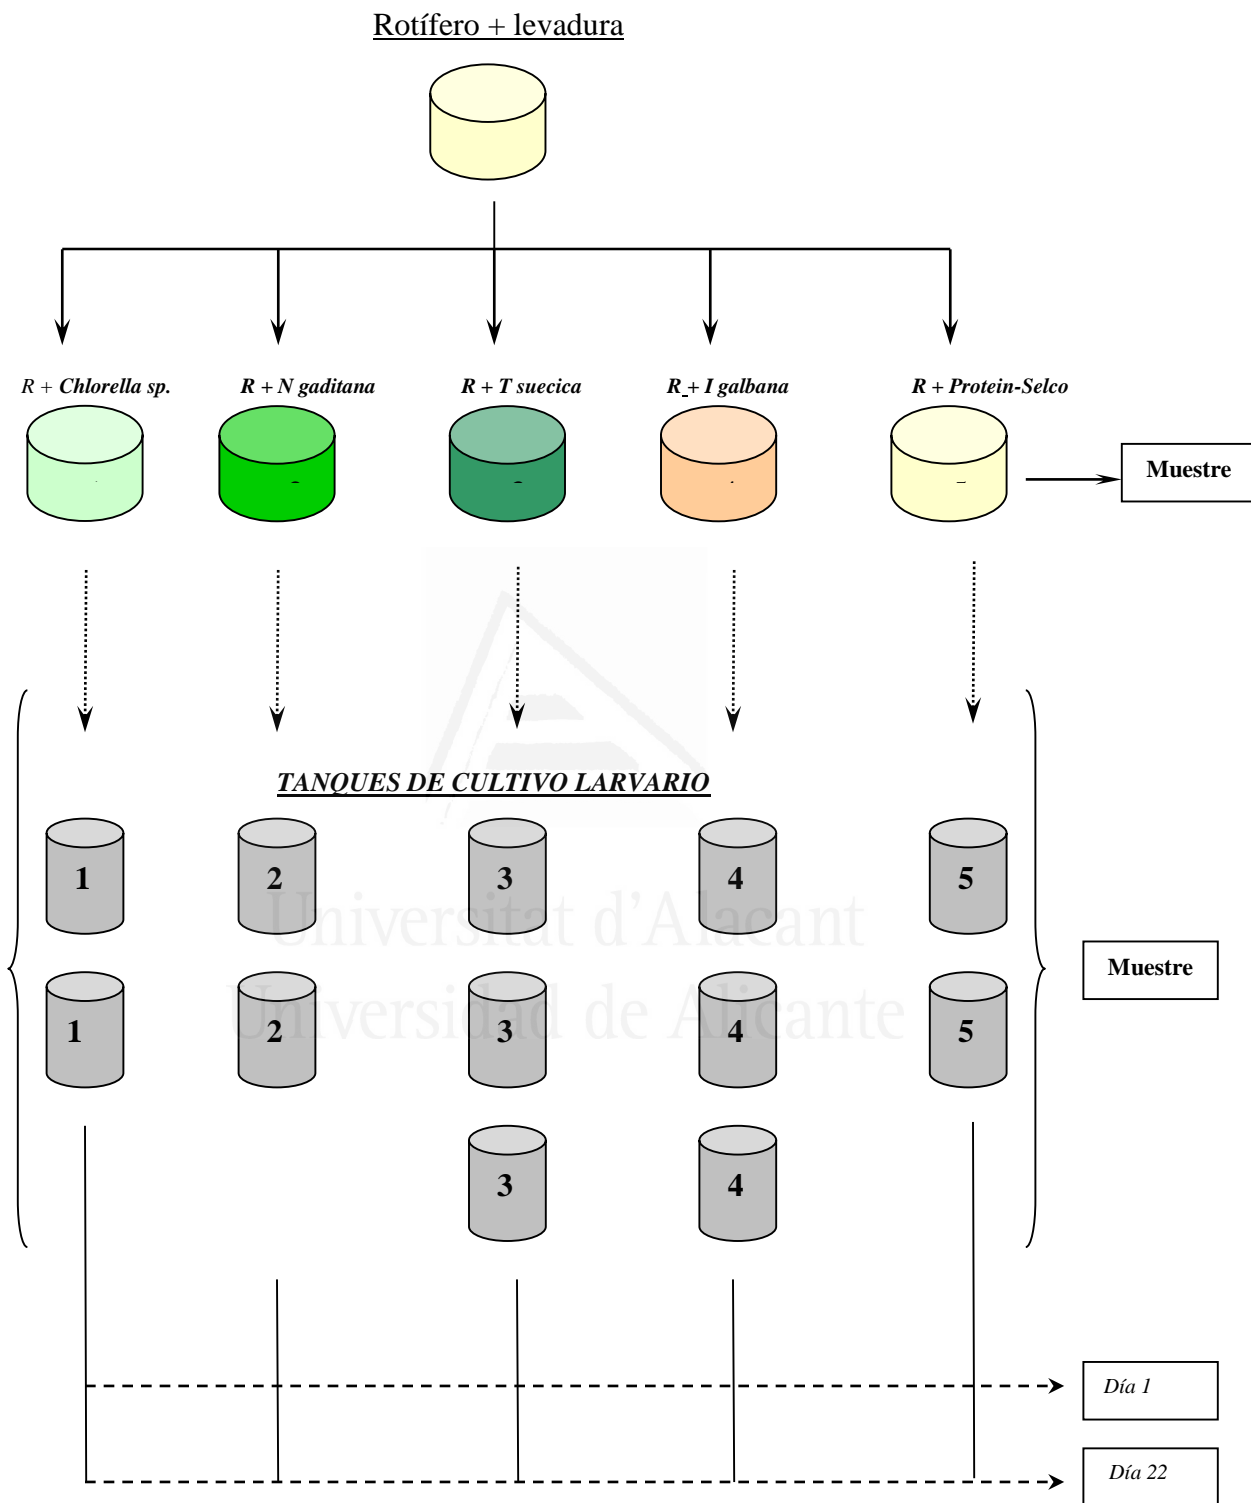 Rotífero + levadura
R + Chlorella sp.
R + N gaditana
R + T suecica
R + I galbana
R + Protein-Selco
Muestre
TANQUES DE CULTIVO LARVARIO
1
2
3
4
5
Universitat d'Alacant
Muestre
1
2
3
4
5
Universidad de Alicante
3
4
Día 1
Día 22